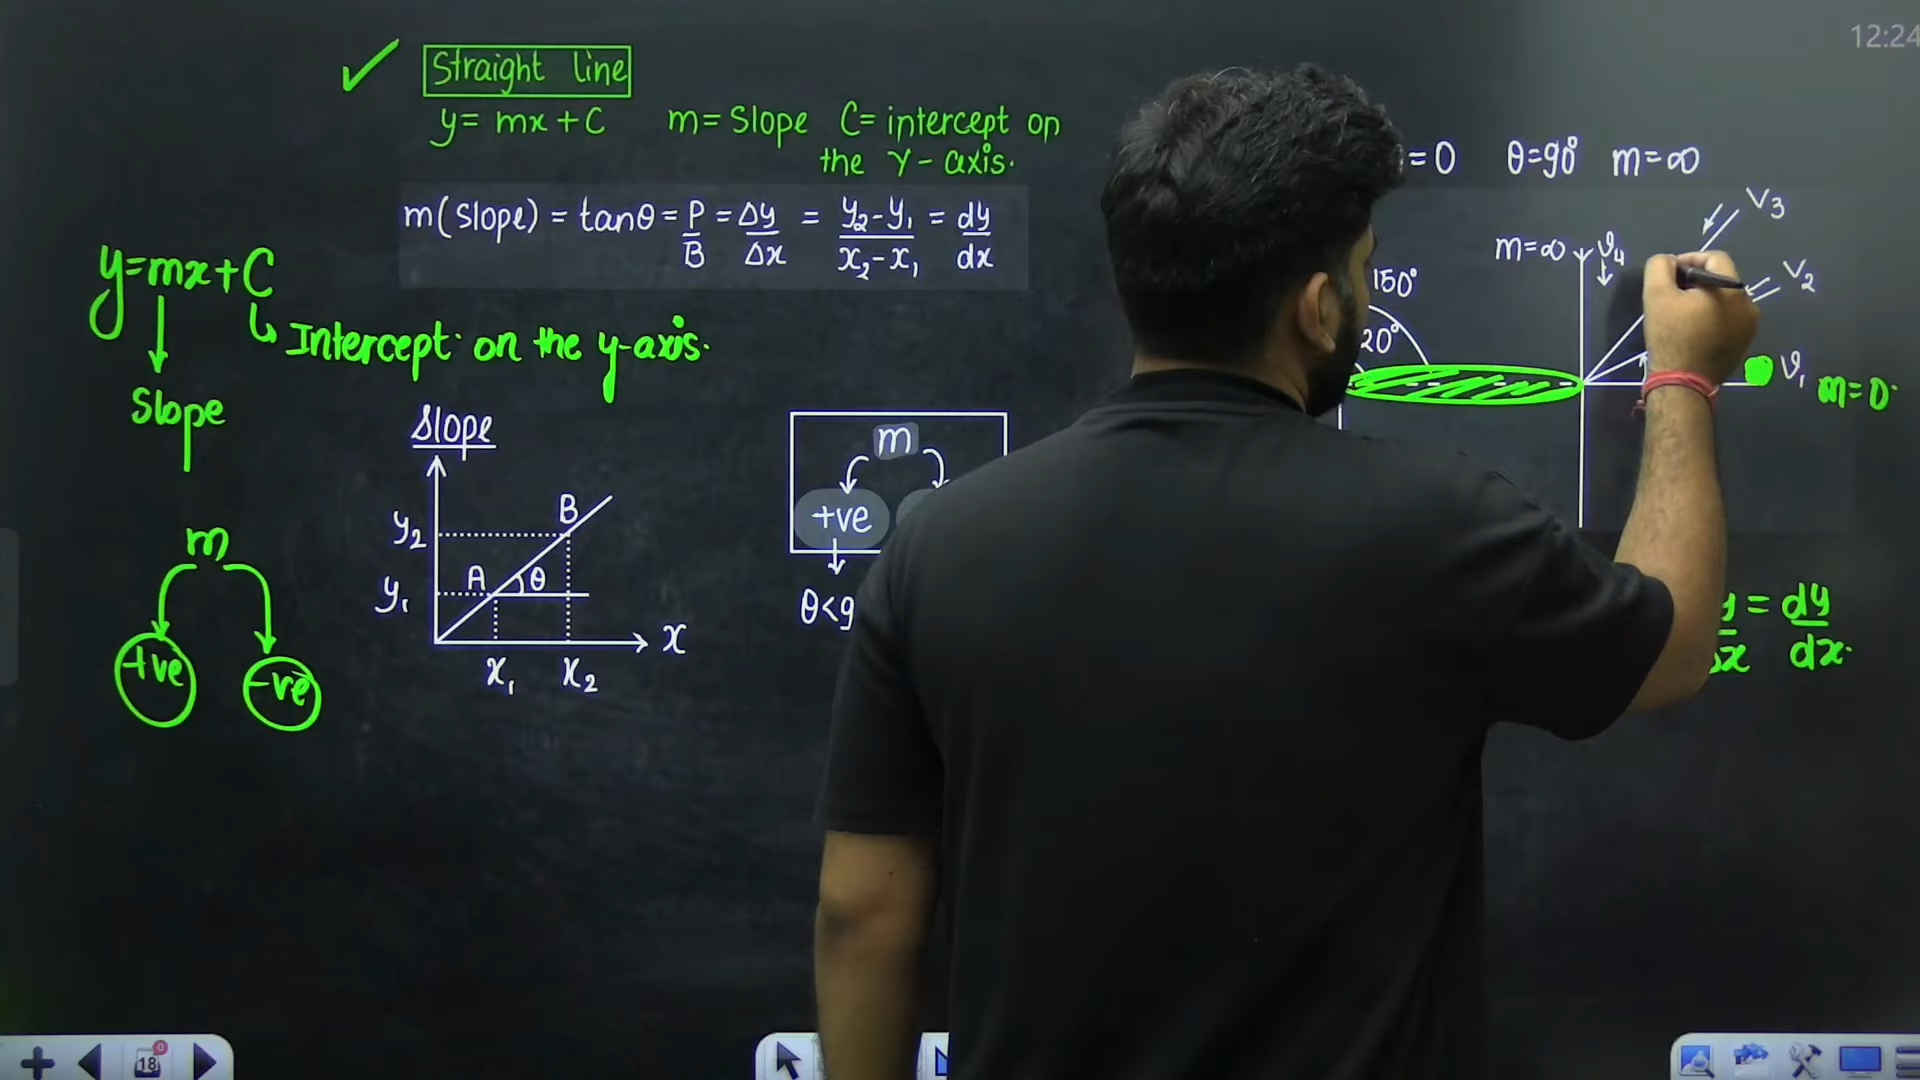 12:24
Straight line
y = mx + C   m = Slope   C = intercept on
the Y-axis.
m (slope) = tanθ = P/B = Δy/Δx = y₂-y₁/x₂-x₁ = dy/dx
y=mx+C
Intercept on the y-axis.
Slope
m
+ve
-ve
Slope
y₂
B
A
θ
y₁
x
x₁
x₂
m
+ve
θ<9
=0   θ=90°   m=∞
V₃
m=∞
V₄
V₂
150°
20°
V₁
m=0.
= dy/dx.
18
0